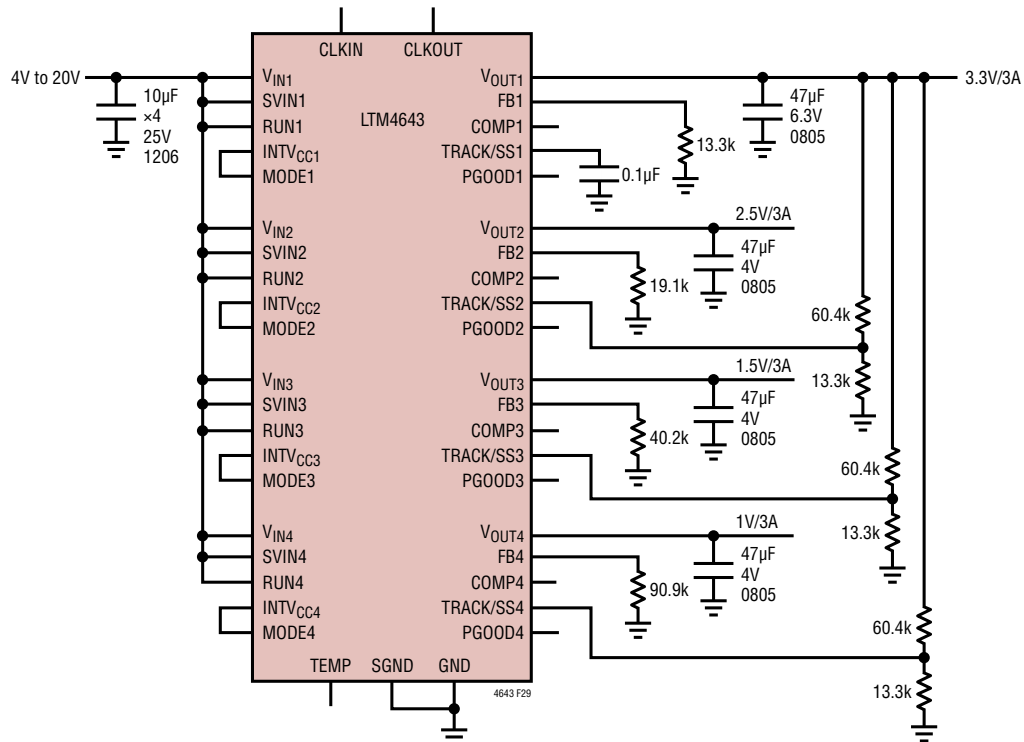 CLKIN
CLKOUT
4V to 20V
10µF
×4
25V
1206
VIN1
SVIN1
RUN1
INTVCC1
MODE1
LTM4643
VOUT1
FB1
COMP1
TRACK/SS1
PGOOD1
3.3V/3A
47µF
6.3V
0805
13.3k
0.1µF
VIN2
SVIN2
RUN2
INTVCC2
MODE2
VOUT2
FB2
COMP2
TRACK/SS2
PGOOD2
2.5V/3A
47µF
4V
0805
19.1k
60.4k
13.3k
VIN3
SVIN3
RUN3
INTVCC3
MODE3
VOUT3
FB3
COMP3
TRACK/SS3
PGOOD3
1.5V/3A
47µF
4V
0805
40.2k
60.4k
13.3k
VIN4
SVIN4
RUN4
INTVCC4
MODE4
VOUT4
FB4
COMP4
TRACK/SS4
PGOOD4
1V/3A
47µF
4V
0805
90.9k
60.4k
13.3k
TEMP
SGND
GND
4643 F29